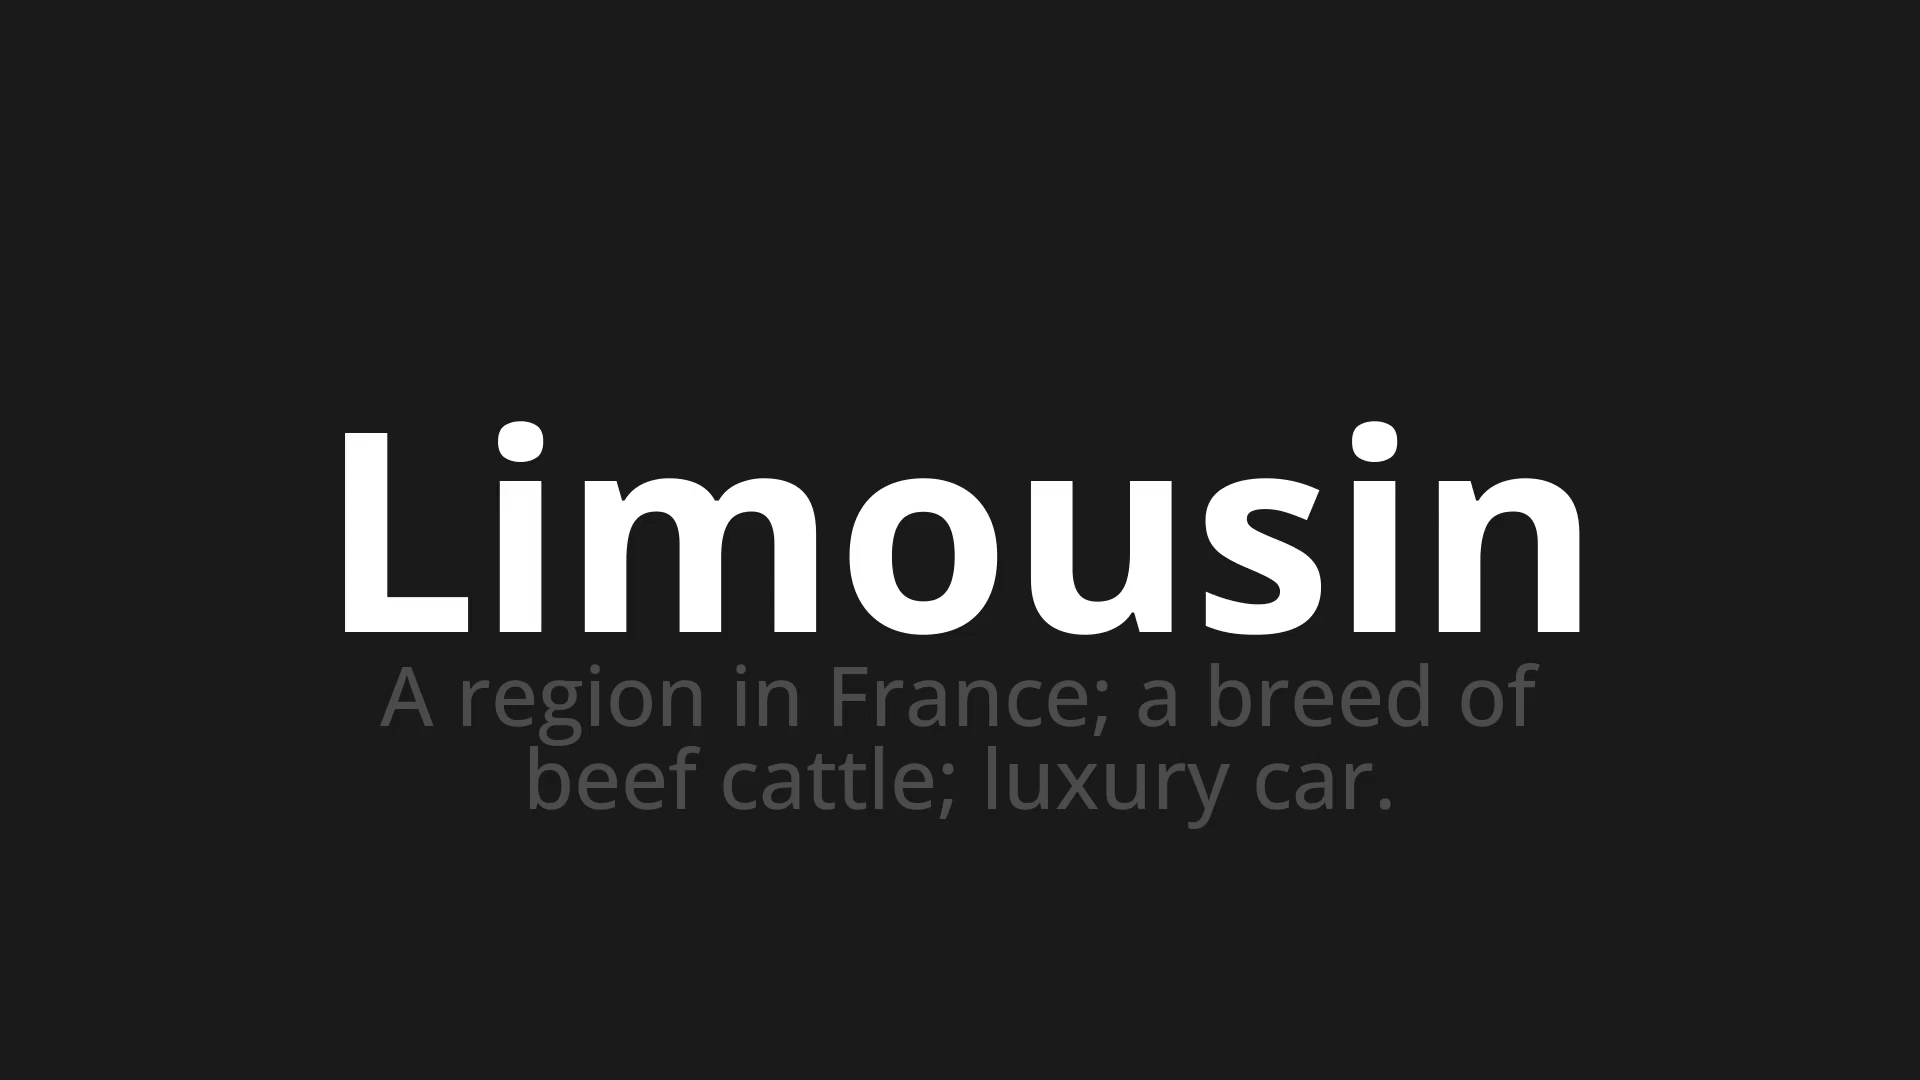 Limousin
A region in France; a breed of
beef cattle; luxury car.